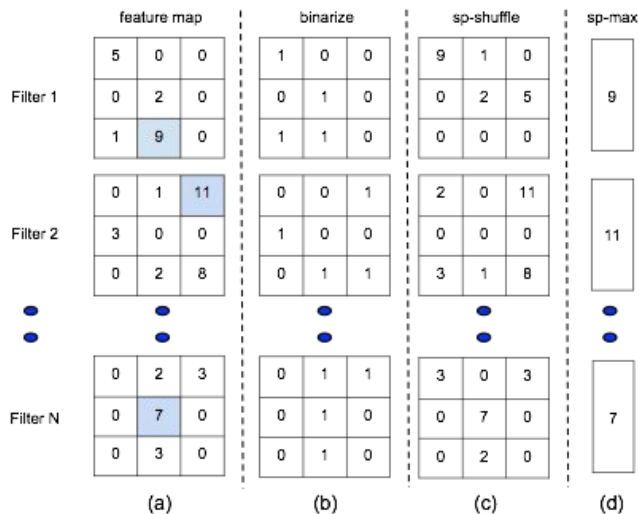 feature map binarize sp-shuffle sp-max
5 0 0 1 0 0 9 1 0
Filter 1 0 2 0 0 1 0 0 2 5 9
1 9 0 1 1 0 0 0 0
0 1 11 0 0 1 2 0 11
Filter 2 3 0 0 1 0 0 0 0 0 11
0 2 8 0 1 1 3 1 8
0 2 3 0 1 1 3 0 3
Filter N 0 7 0 0 1 0 0 7 0 7
0 3 0 0 1 0 0 2 0
(a) (b) (c) (d)